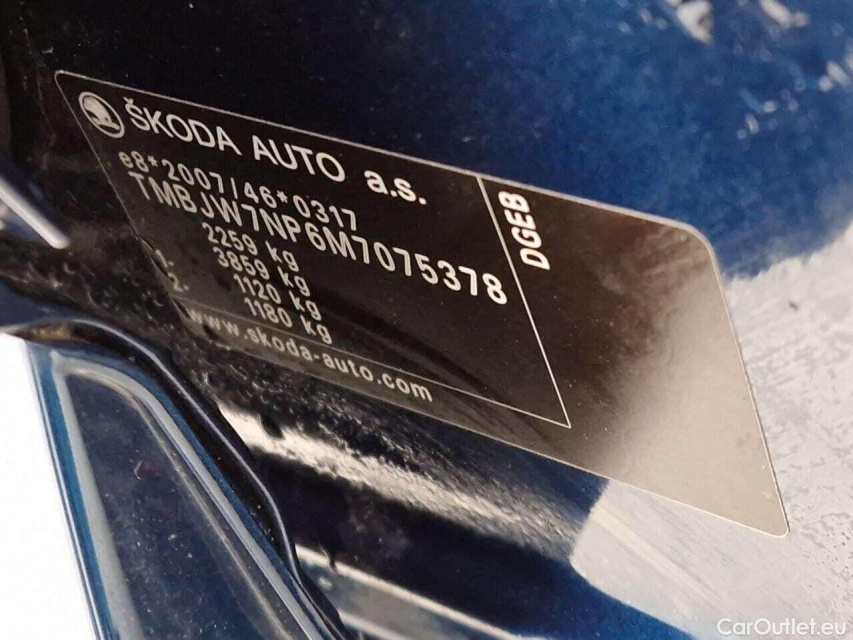 ŠKODA AUTO a.s.
e8*2007/46*0317
TMBJW7NP6M7075378
2259 kg
3859 kg
1. 1120 kg
2. 1180 kg
www.skoda-auto.com
DGEB
CarOutlet.eu